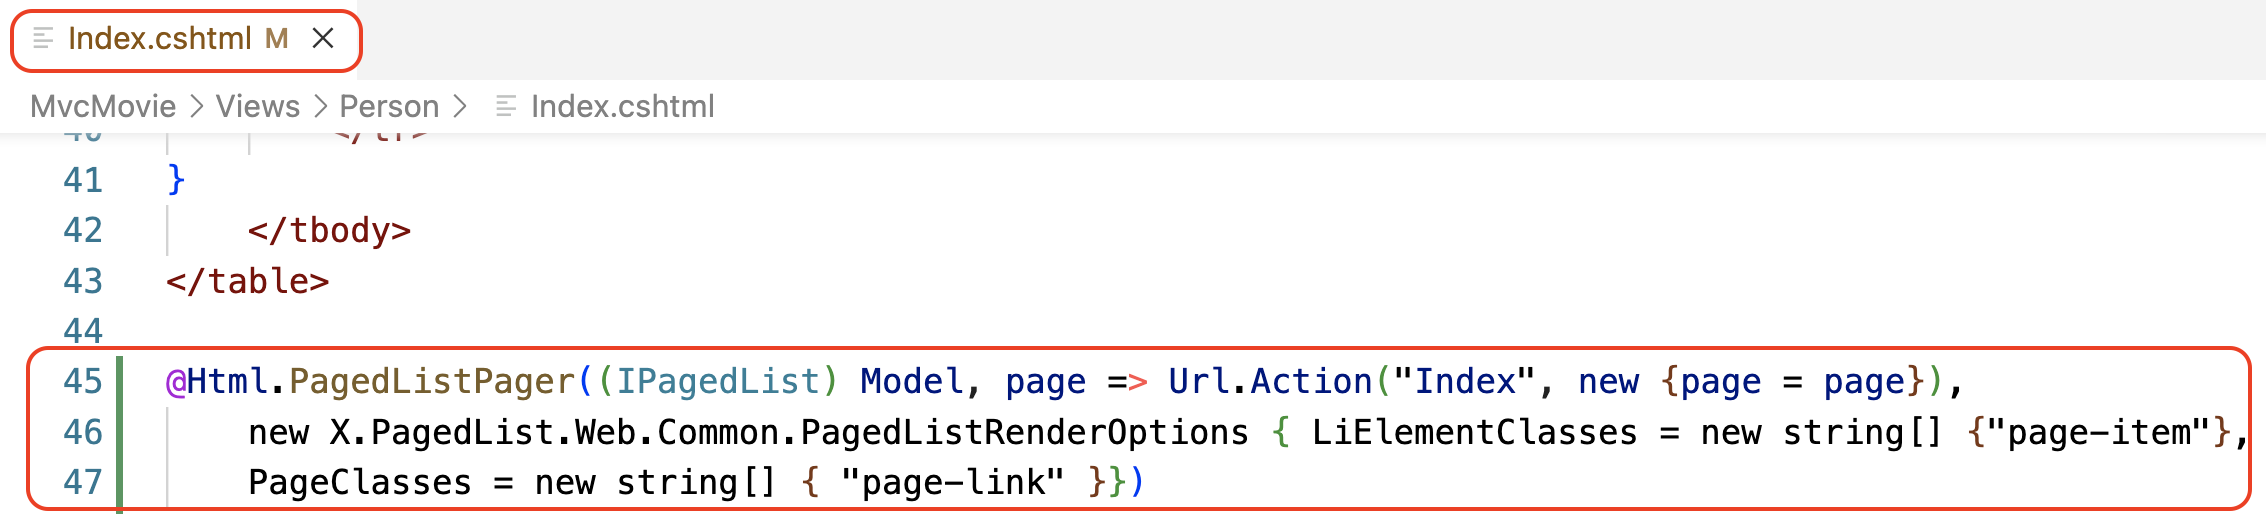 Index.cshtml M
MvcMovie > Views > Person > Index.cshtml
40 </tr>
41 }
42 </tbody>
43 </table>
44
45 @Html.PagedListPager((IPagedList) Model, page => Url.Action("Index", new {page = page}),
46 new X.PagedList.Web.Common.PagedListRenderOptions { LiElementClasses = new string[] {"page-item"},
47 PageClasses = new string[] { "page-link" }})